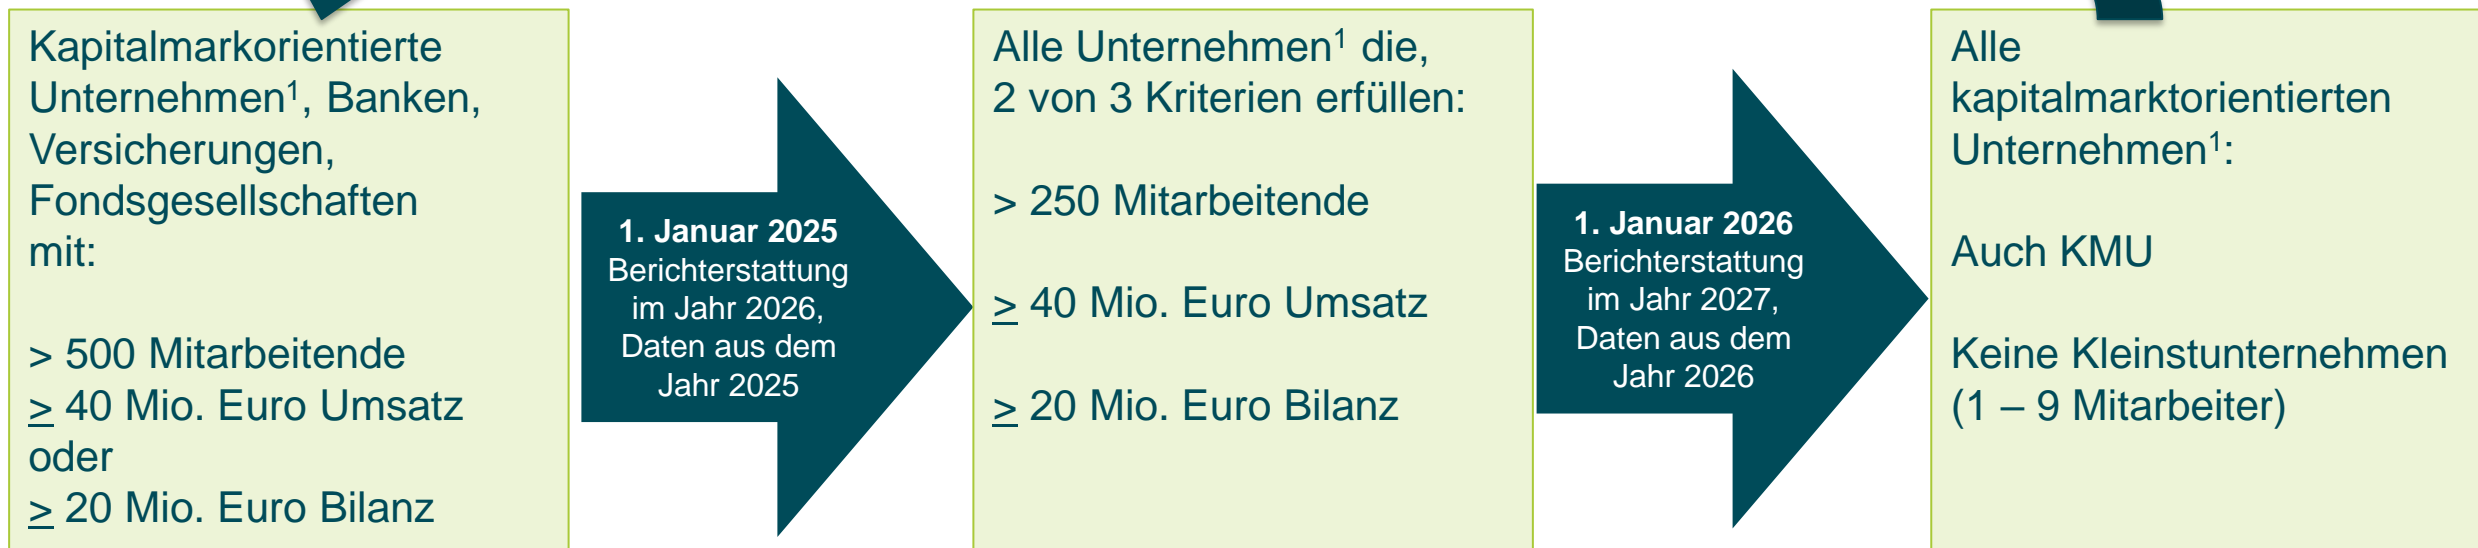 Kapitalmarkorientierte
Unternehmen¹, Banken,
Versicherungen,
Fondsgesellschaften
mit:
> 500 Mitarbeitende
≥ 40 Mio. Euro Umsatz
oder
≥ 20 Mio. Euro Bilanz
1. Januar 2025
Berichterstattung
im Jahr 2026,
Daten aus dem
Jahr 2025
Alle Unternehmen¹ die,
2 von 3 Kriterien erfüllen:
> 250 Mitarbeitende
≥ 40 Mio. Euro Umsatz
≥ 20 Mio. Euro Bilanz
1. Januar 2026
Berichterstattung
im Jahr 2027,
Daten aus dem
Jahr 2026
Alle
kapitalmarktorientierten
Unternehmen¹:
Auch KMU
Keine Kleinstunternehmen
(1 – 9 Mitarbeiter)